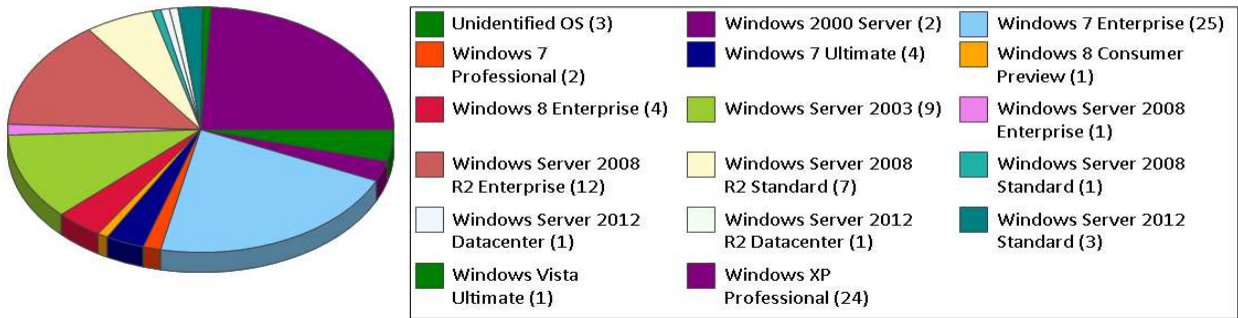 Unidentified OS (3)
Windows 2000 Server (2)
Windows 7 Enterprise (25)
Windows 7
Professional (2)
Windows 7 Ultimate (4)
Windows 8 Consumer
Preview (1)
Windows 8 Enterprise (4)
Windows Server 2003 (9)
Windows Server 2008
Enterprise (1)
Windows Server 2008
R2 Enterprise (12)
Windows Server 2008
R2 Standard (7)
Windows Server 2008
Standard (1)
Windows Server 2012
Datacenter (1)
Windows Server 2012
R2 Datacenter (1)
Windows Server 2012
Standard (3)
Windows Vista
Ultimate (1)
Windows XP
Professional (24)